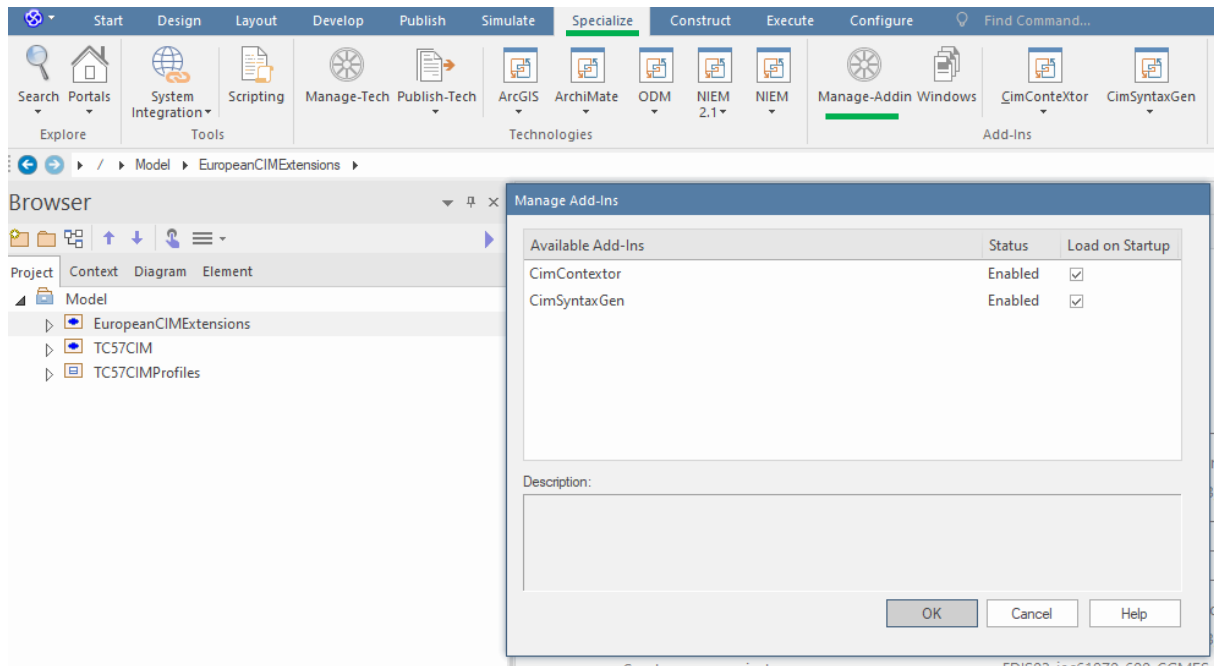 Start Design Layout Develop Publish Simulate Specialize Construct Execute Configure Find Command...
Search Portals System Integration Scripting Manage-Tech Publish-Tech ArcGIS ArchiMate ODM NIEM 2.1 NIEM Manage-Addin Windows CimConteXtor CimSyntaxGen
Explore Tools Technologies Add-Ins
/ Model EuropeanCIMExtensions
Browser
Project Context Diagram Element
Model
EuropeanCIMExtensions
TC57CIM
TC57CIMProfiles
Manage Add-Ins
Available Add-Ins Status Load on Startup
CimContextor Enabled
CimSyntaxGen Enabled
Description:
OK Cancel Help